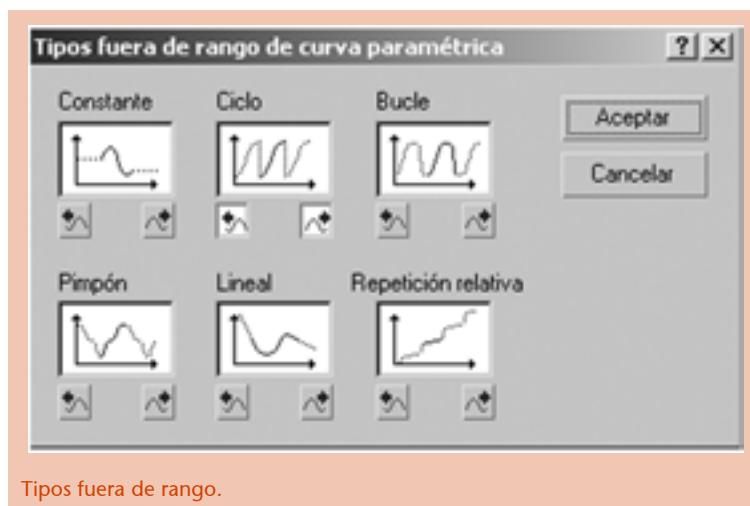 Tipos fuera de rango de curva paramétrica
Constante Ciclo Bucle
Aceptar
Cancelar
Pimpón Lineal Repetición relativa
Tipos fuera de rango.